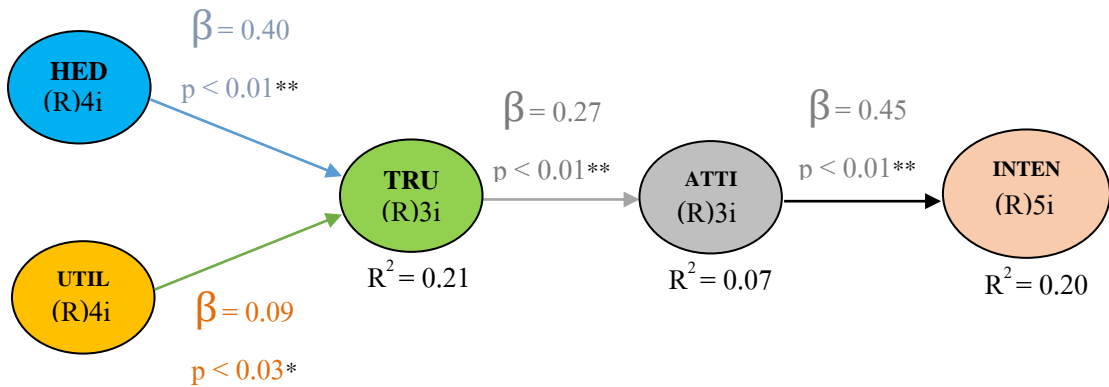 β = 0.40
p < 0.01**
HED
(R)4i
β = 0.27
p < 0.01**
β = 0.45
p < 0.01**
TRU
(R)3i
R² = 0.21
ATTI
(R)3i
R² = 0.07
INTEN
(R)5i
R² = 0.20
UTIL
(R)4i
β = 0.09
p < 0.03*